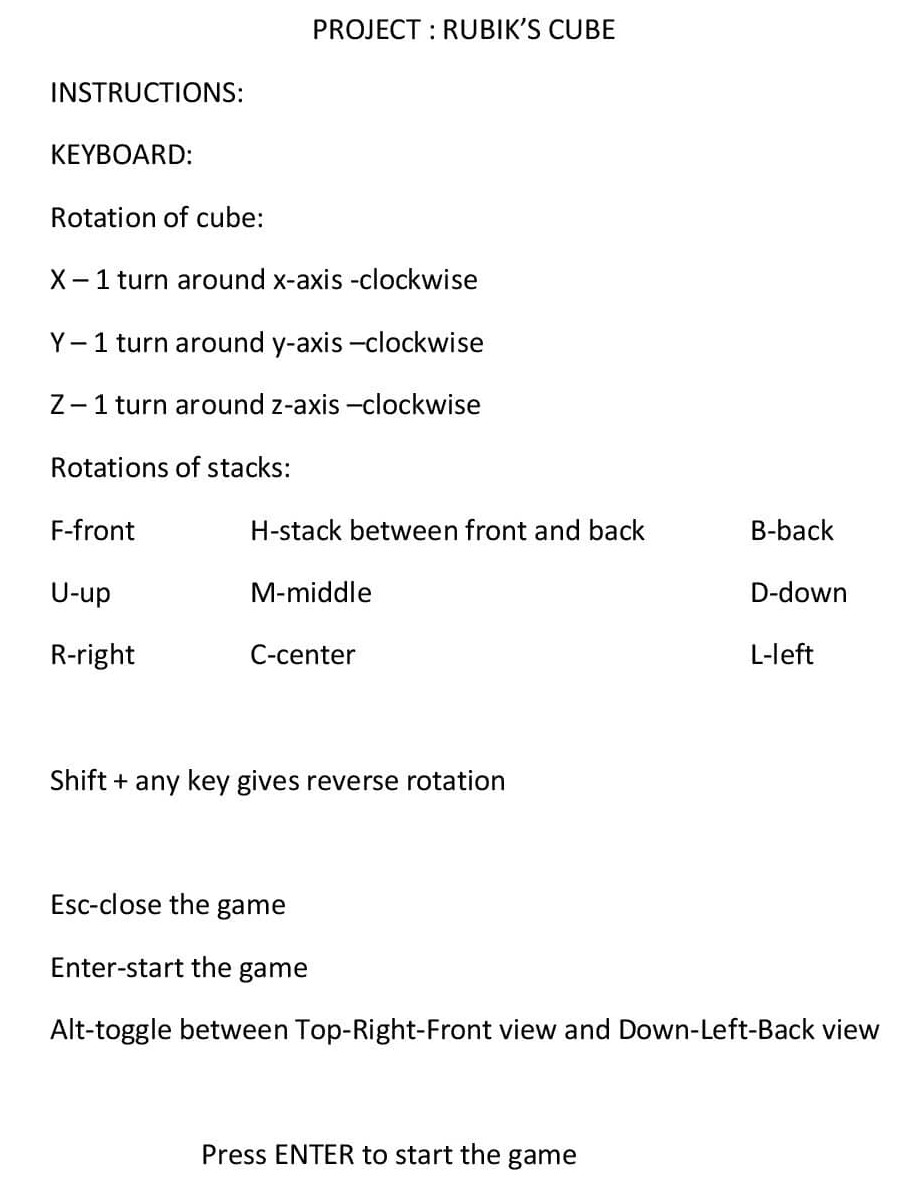 PROJECT : RUBIK’S CUBE
INSTRUCTIONS:
KEYBOARD:
Rotation of cube:
X – 1 turn around x-axis -clockwise
Y – 1 turn around y-axis –clockwise
Z – 1 turn around z-axis –clockwise
Rotations of stacks:
F-front H-stack between front and back B-back
U-up M-middle D-down
R-right C-center L-left
Shift + any key gives reverse rotation
Esc-close the game
Enter-start the game
Alt-toggle between Top-Right-Front view and Down-Left-Back view
Press ENTER to start the game